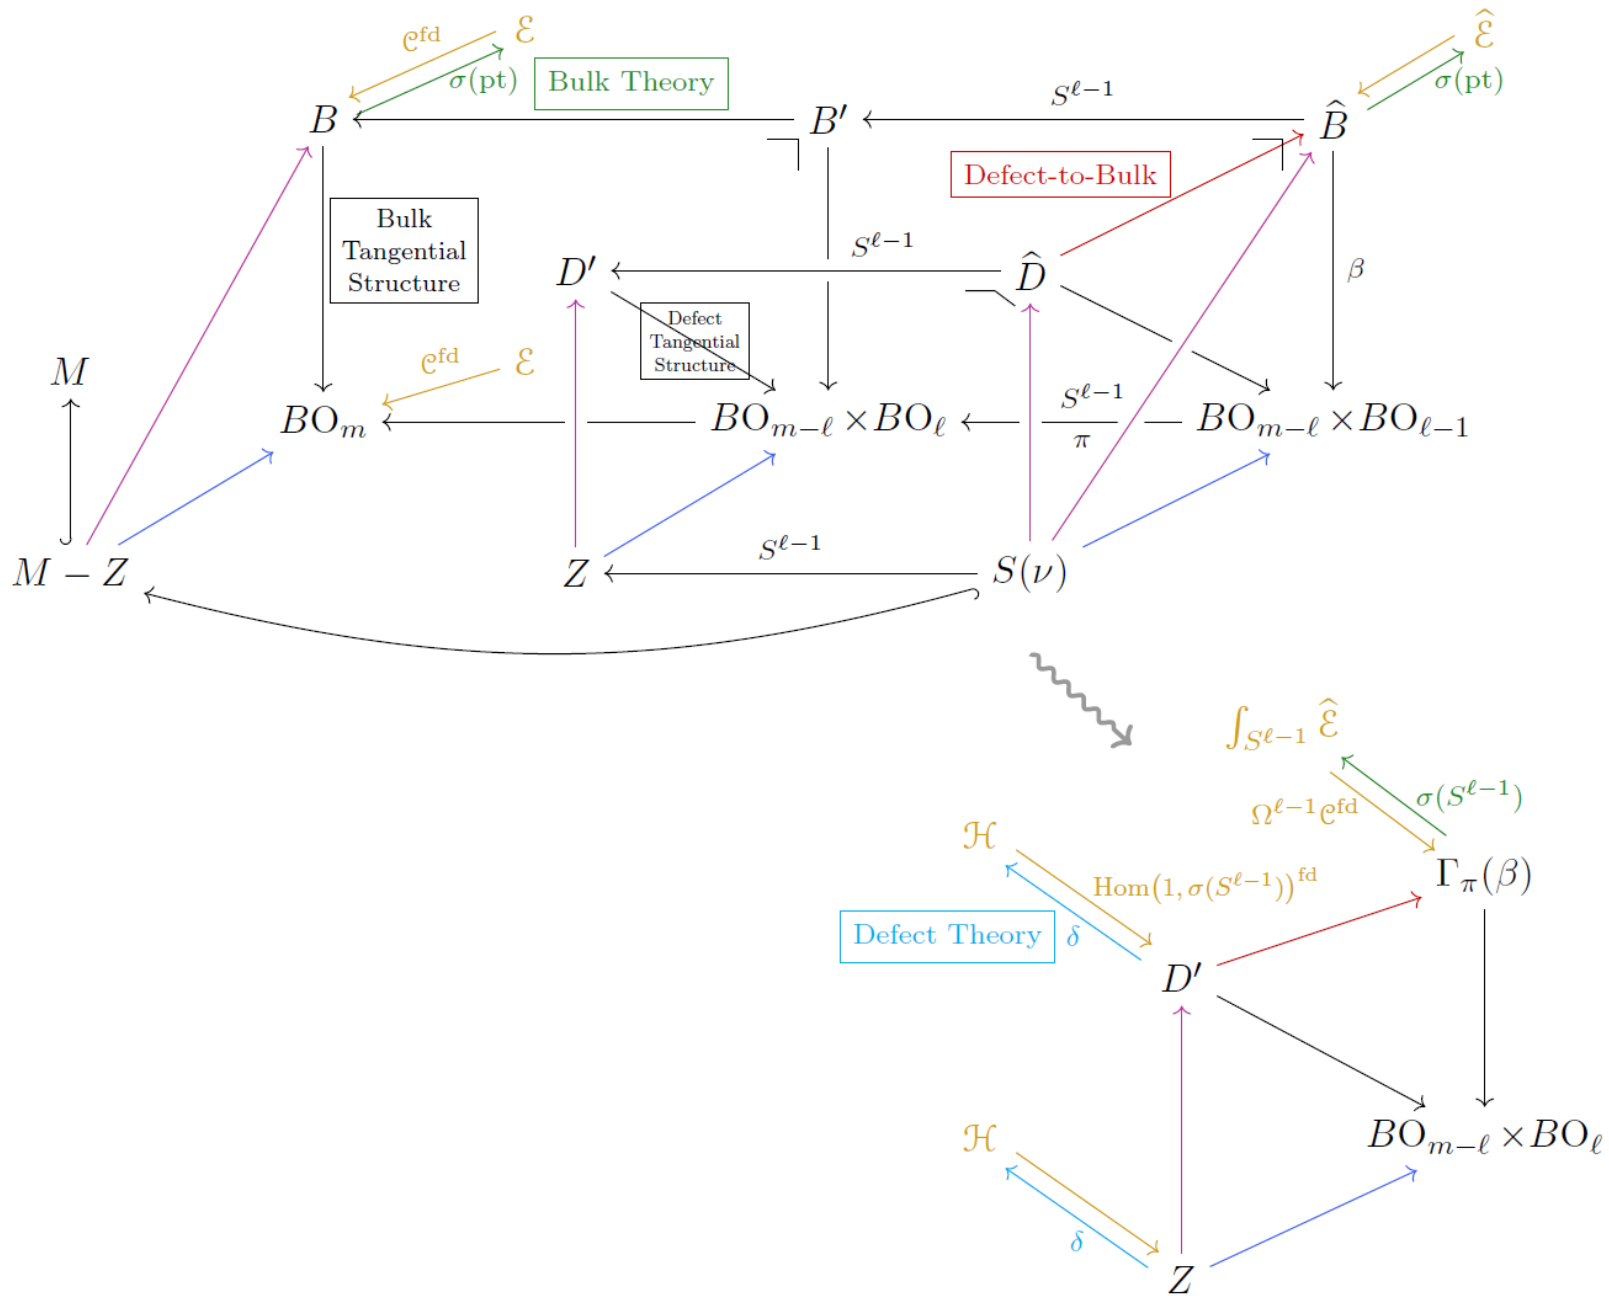 𝒞^fd ℰ ℰ̂
σ(pt) Bulk Theory σ(pt)
B B′ S^{ℓ−1} B̂
Defect-to-Bulk
Bulk
Tangential
Structure
D′ S^{ℓ−1} D̂ β
Defect
Tangential
Structure
M 𝒞^fd ℰ
BO_m BO_{m−ℓ} × BO_ℓ S^{ℓ−1} π BO_{m−ℓ} × BO_{ℓ−1}
M − Z Z S^{ℓ−1} S(ν)
∫_{S^{ℓ−1}} ℰ̂
Ω^{ℓ−1}𝒞^fd σ(S^{ℓ−1})
ℋ Hom(1, σ(S^{ℓ−1}))^fd Γ_π(β)
Defect Theory δ
D′
ℋ BO_{m−ℓ} × BO_ℓ
δ
Z